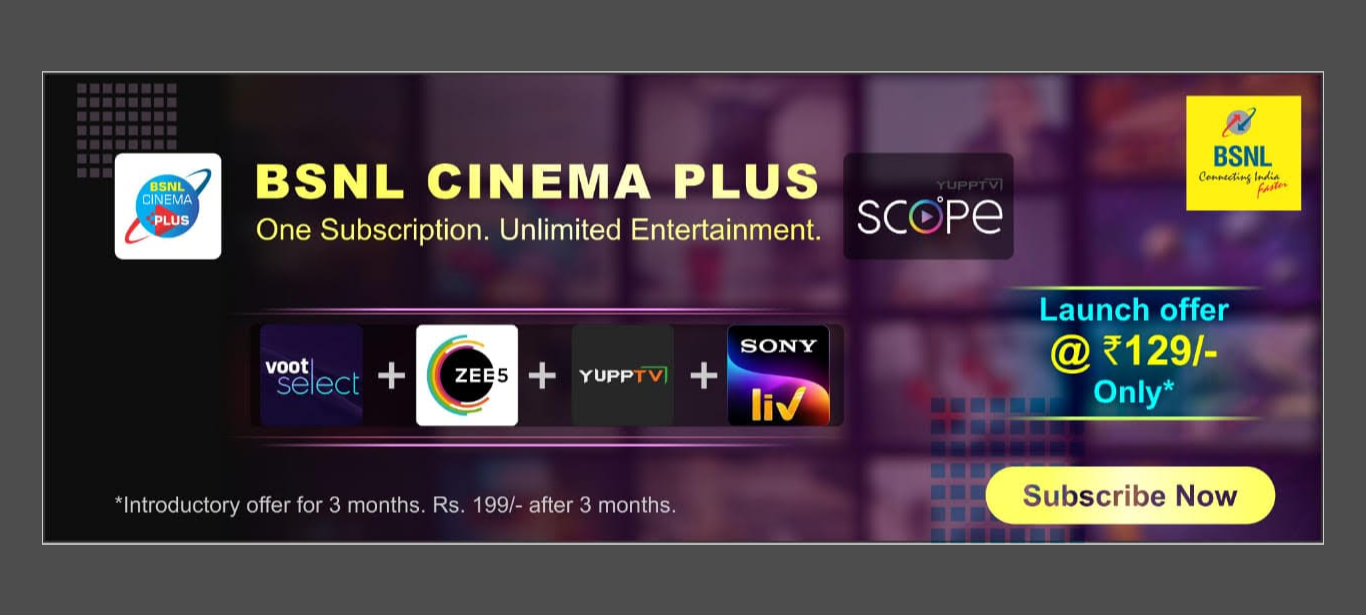 BSNL
CINEMA
PLUS
BSNL CINEMA PLUS
One Subscription. Unlimited Entertainment.
YUPPTV
SCOPE
BSNL
Connecting India
Faster
voot
select
+
ZEE5
+
YUPPTV
+
SONY
liv
Launch offer
@ ₹129/-
Only*
*Introductory offer for 3 months. Rs. 199/- after 3 months.
Subscribe Now